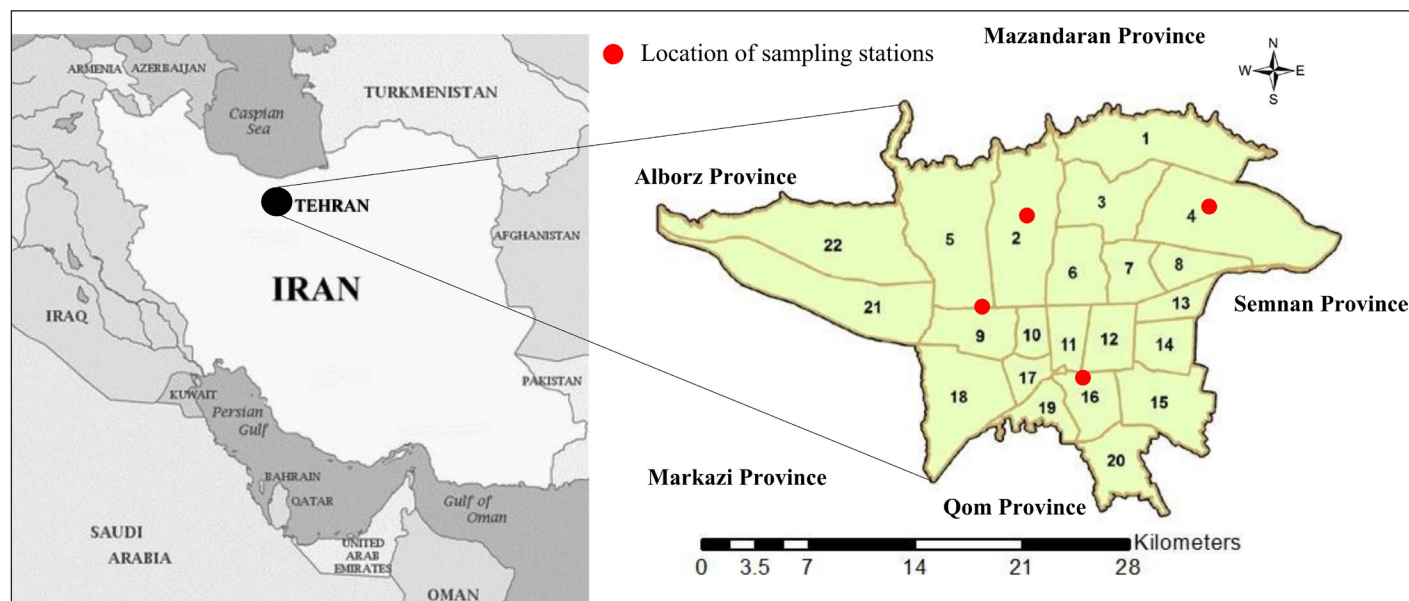 Mazandaran Province
Location of sampling stations
N
W E
S
ARMENIA
AZERBAIJAN
TURKMENISTAN
Caspian
Sea
Alborz Province
TEHRAN
AFGHANISTAN
IRAN
IRAQ
Semnan Province
PAKISTAN
KUWAIT
Persian
Gulf
BAHRAIN
QATAR
Gulf of
Oman
SAUDI
ARABIA
UNITED
ARAB
EMIRATES
OMAN
Markazi Province
Qom Province
1
3
4
2
5
22
6
7
8
21
13
9
10
11
12
14
17
18
16
15
19
20
Kilometers
0 3.5 7 14 21 28